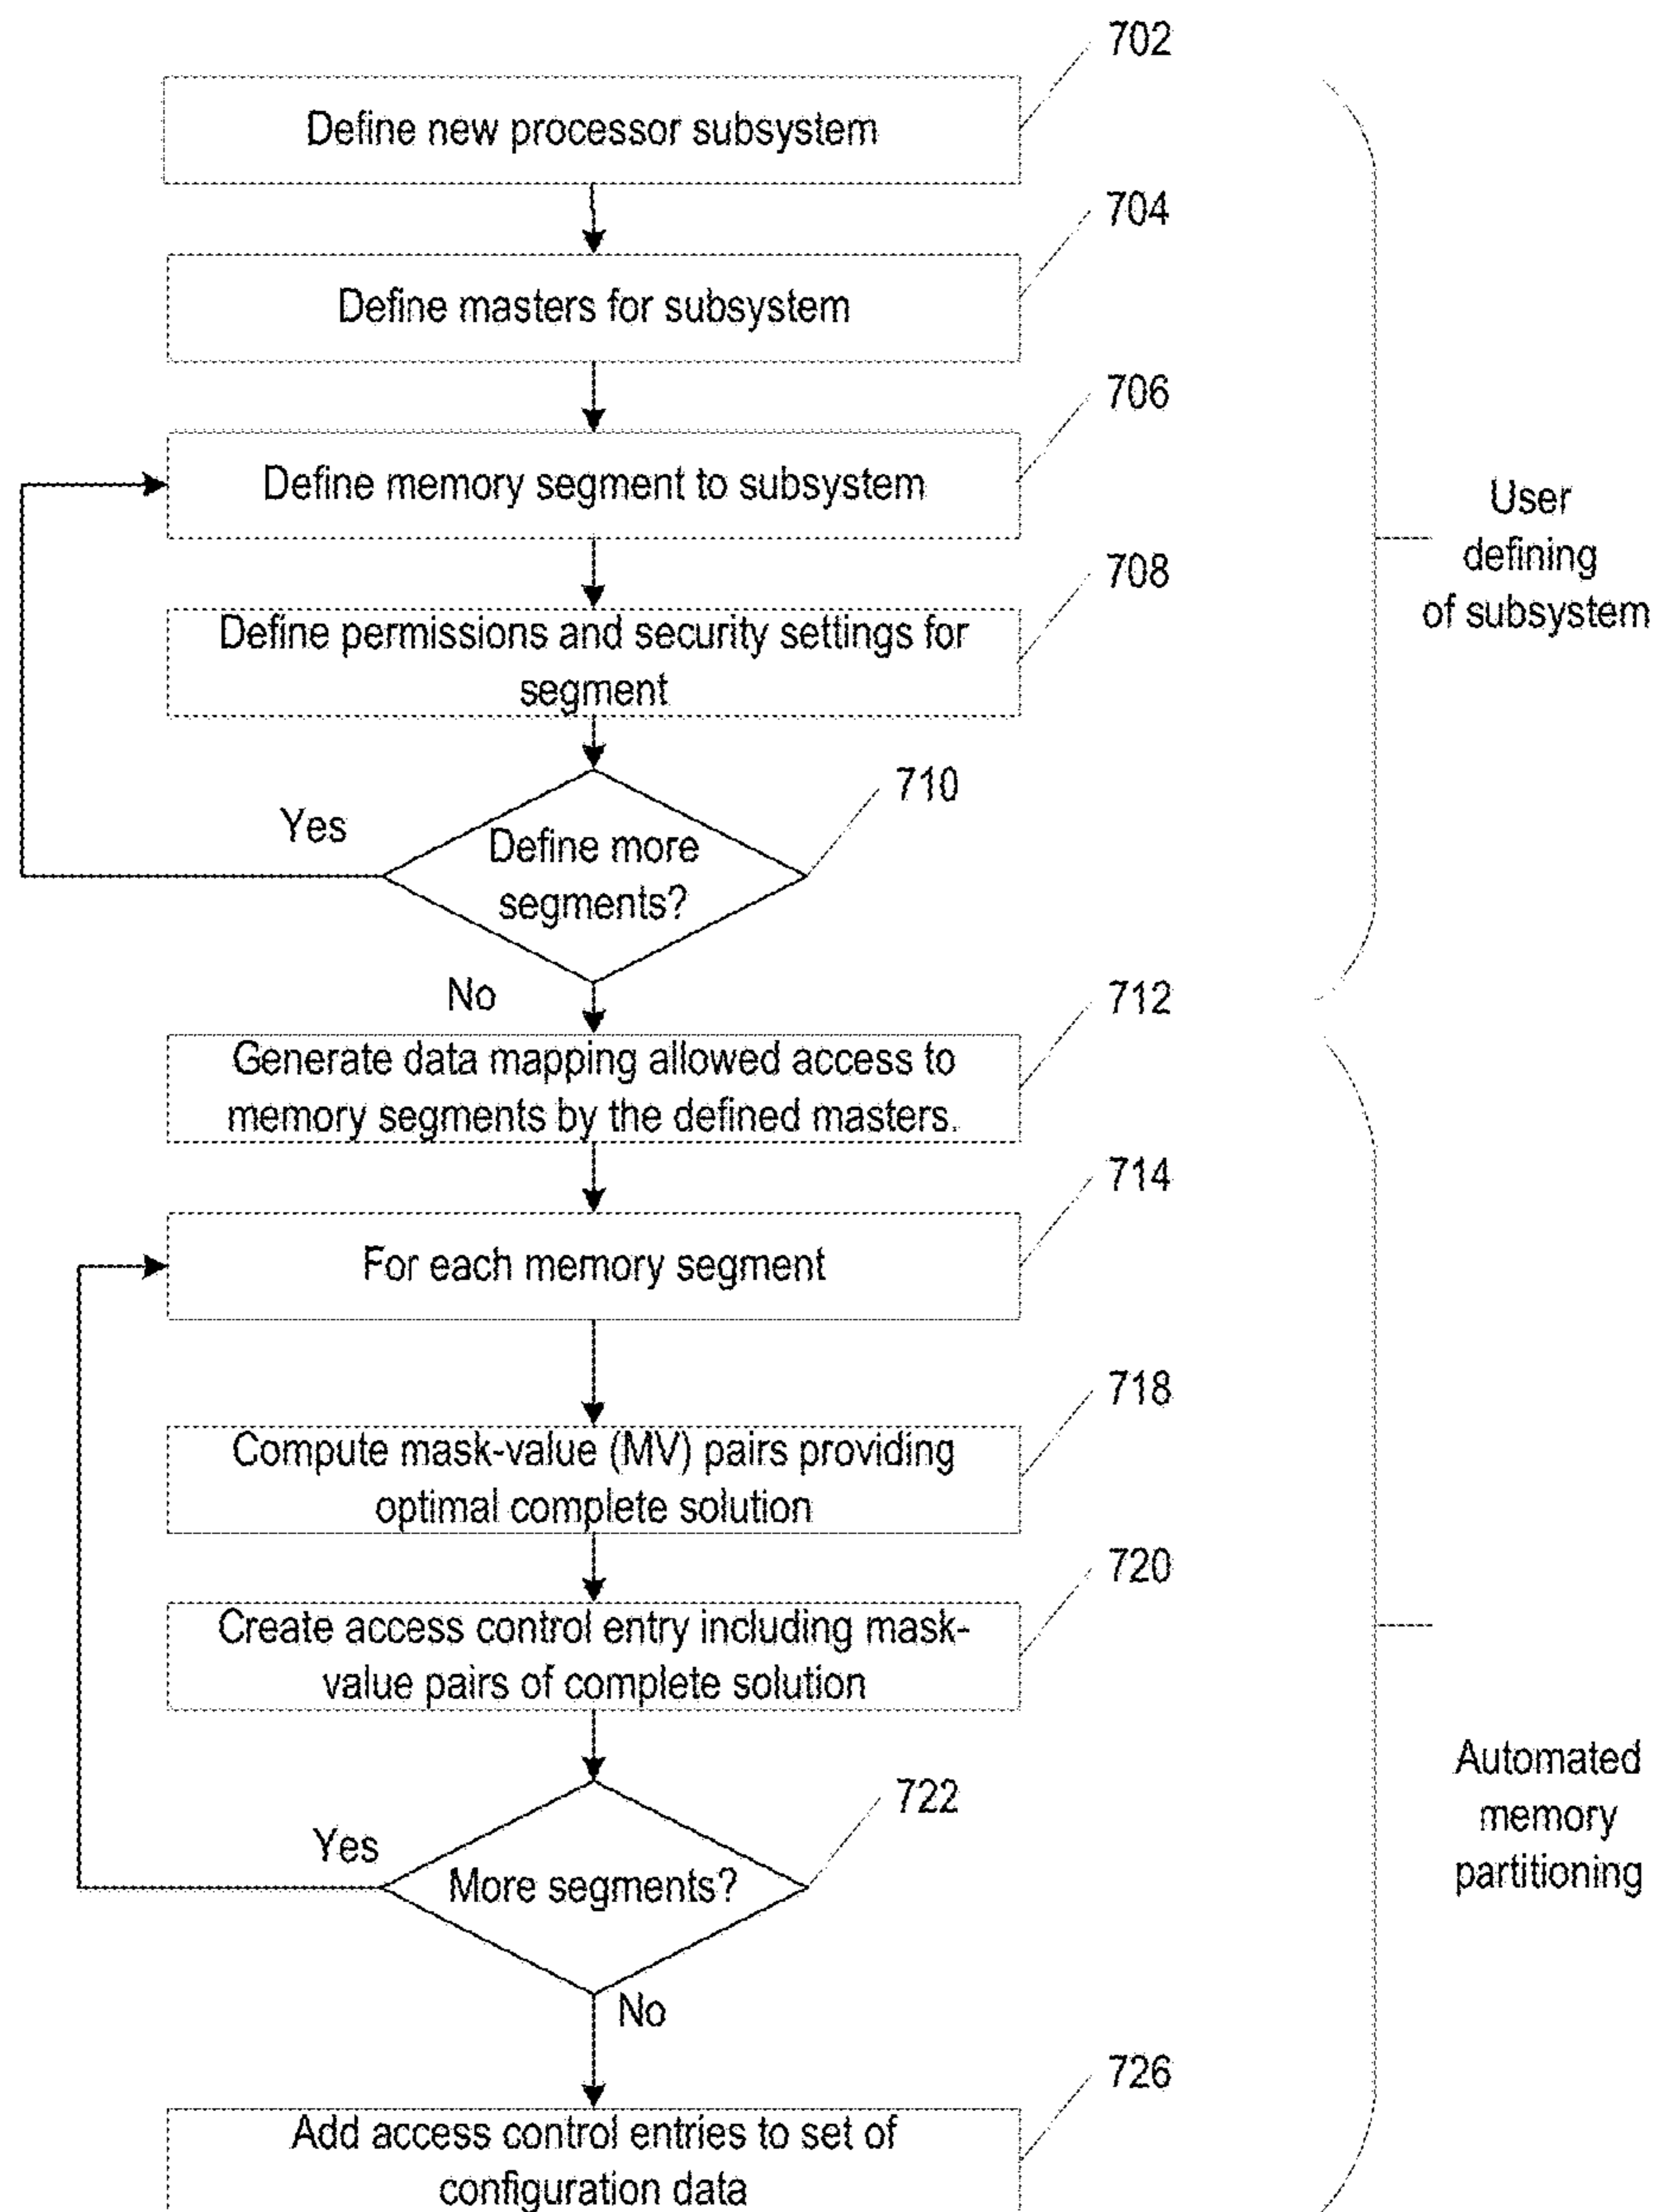 702
Define new processor subsystem
704
Define masters for subsystem
706
Define memory segment to subsystem
User
defining
of subsystem
708
Define permissions and security settings for
segment
710
Yes
Define more
segments?
No
712
Generate data mapping allowed access to
memory segments by the defined masters.
714
For each memory segment
718
Compute mask-value (MV) pairs providing
optimal complete solution
720
Create access control entry including mask-
value pairs of complete solution
Automated
memory
partitioning
722
Yes
More segments?
No
726
Add access control entries to set of
configuration data